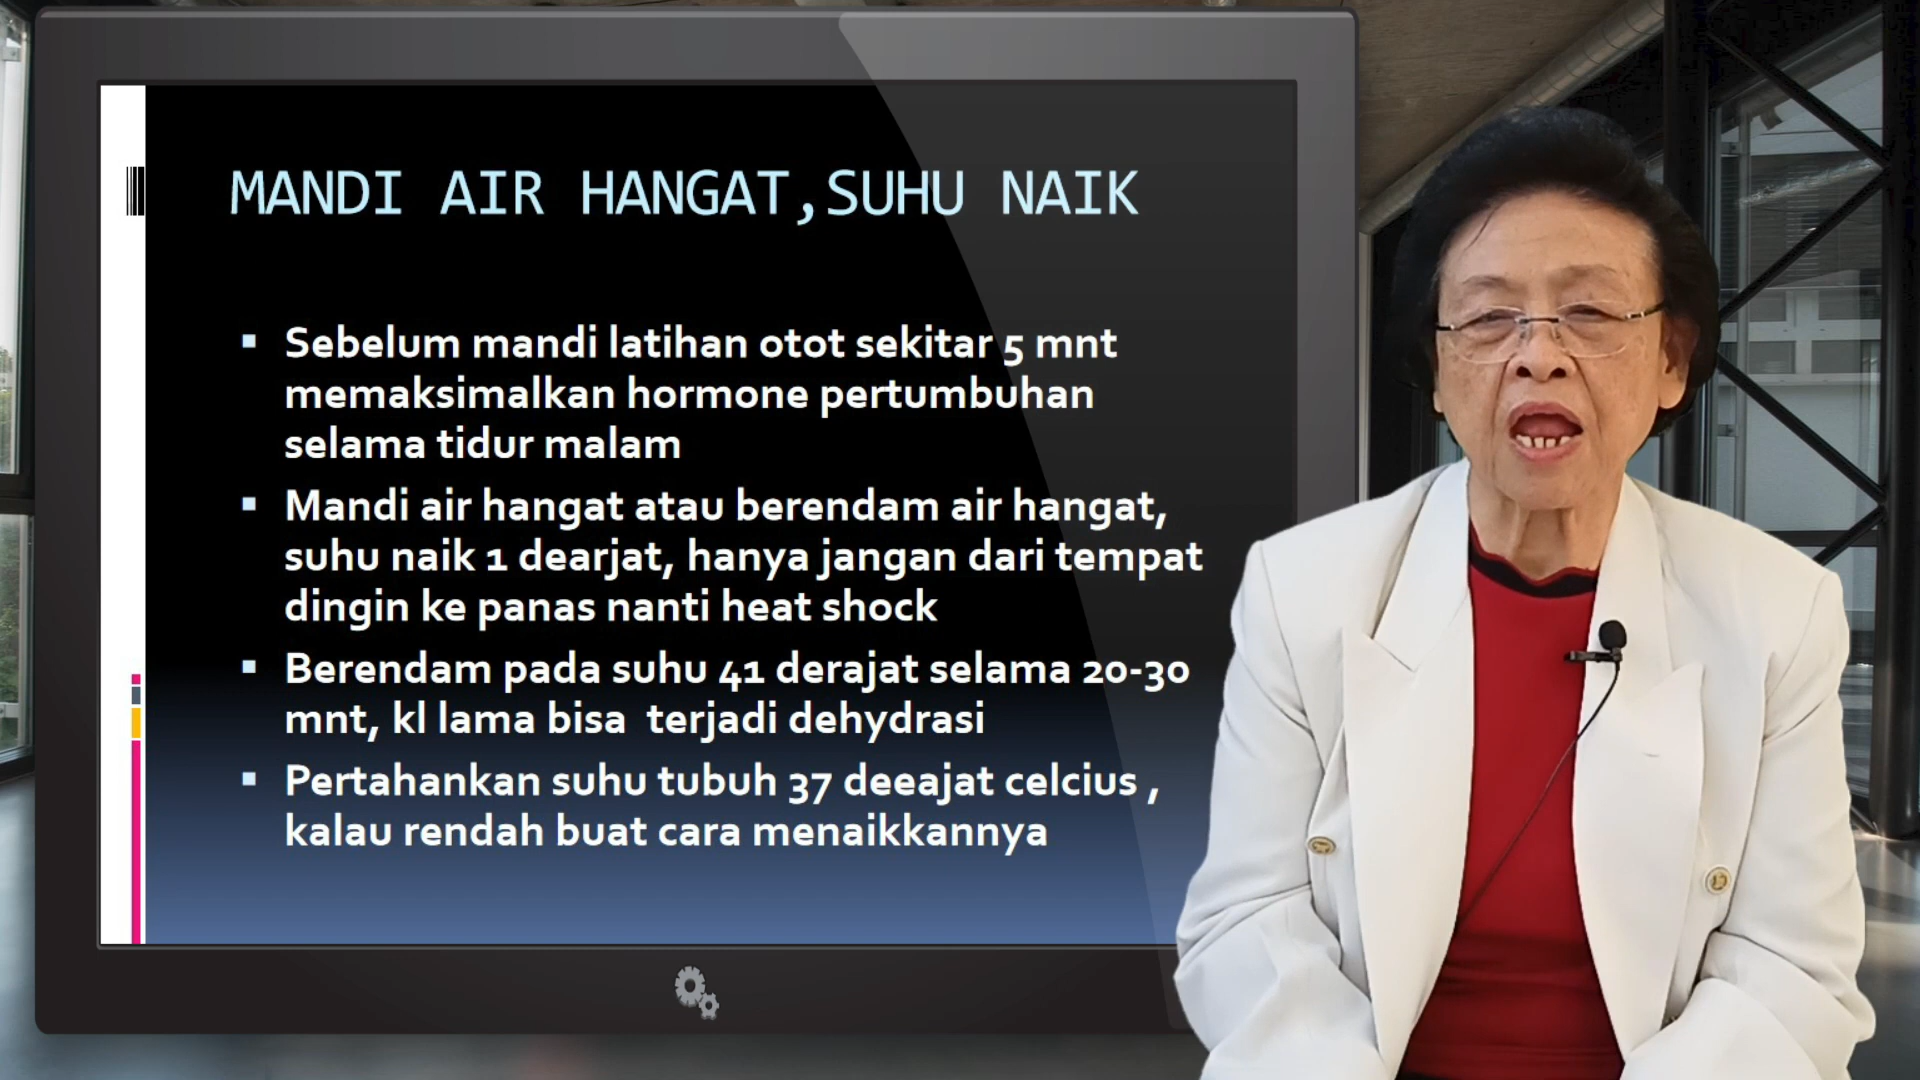 MANDI AIR HANGAT,SUHU NAIK
Sebelum mandi latihan otot sekitar 5 mnt
memaksimalkan hormone pertumbuhan
selama tidur malam
Mandi air hangat atau berendam air hangat,
suhu naik 1 dearjat, hanya jangan dari tempat
dingin ke panas nanti heat shock
Berendam pada suhu 41 derajat selama 20-30
mnt, kl lama bisa terjadi dehydrasi
Pertahankan suhu tubuh 37 deeajat celcius ,
kalau rendah buat cara menaikkannya